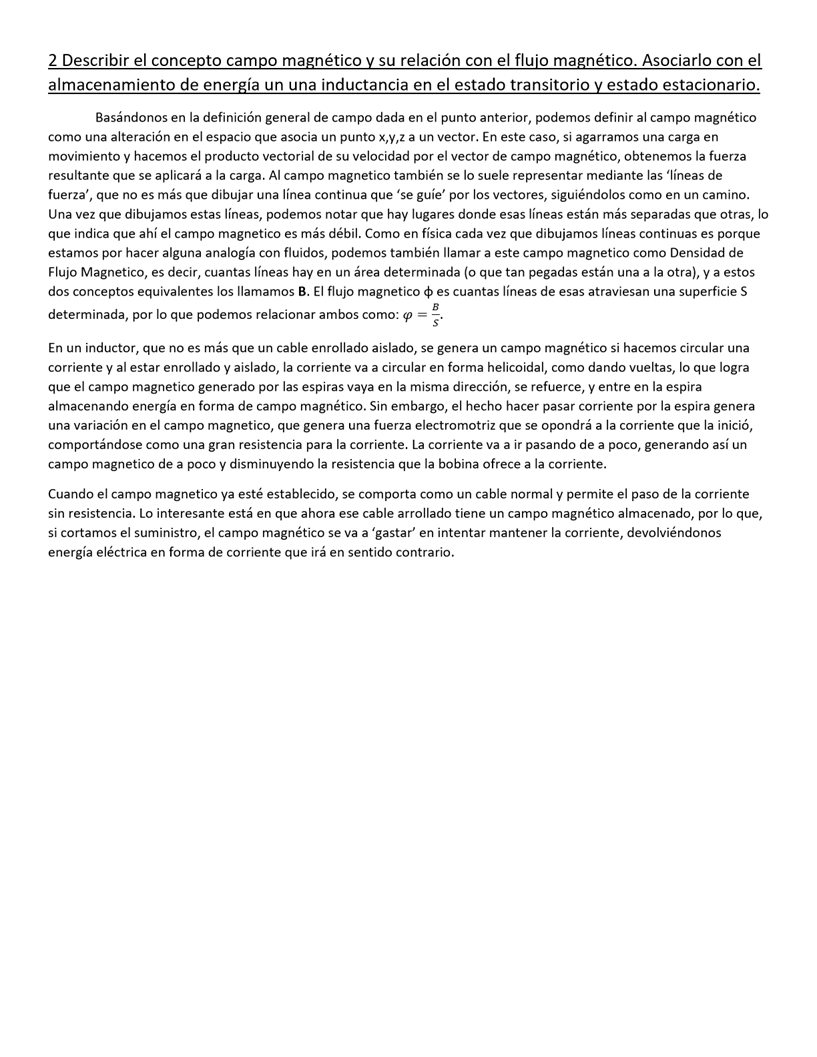 2 Describir el concepto campo magnético y su relación con el flujo magnético. Asociarlo con el
almacenamiento de energía un una inductancia en el estado transitorio y estado estacionario.
Basándonos en la definición general de campo dada en el punto anterior, podemos definir al campo magnético
como una alteración en el espacio que asocia un punto x,y,z a un vector. En este caso, si agarramos una carga en
movimiento y hacemos el producto vectorial de su velocidad por el vector de campo magnético, obtenemos la fuerza
resultante que se aplicará a la carga. Al campo magnetico también se lo suele representar mediante las ‘líneas de
fuerza’, que no es más que dibujar una línea continua que ‘se guíe’ por los vectores, siguiéndolos como en un camino.
Una vez que dibujamos estas líneas, podemos notar que hay lugares donde esas líneas están más separadas que otras, lo
que indica que ahí el campo magnetico es más débil. Como en física cada vez que dibujamos líneas continuas es porque
estamos por hacer alguna analogía con fluidos, podemos también llamar a este campo magnetico como Densidad de
Flujo Magnetico, es decir, cuantas líneas hay en un área determinada (o que tan pegadas están una a la otra), y a estos
dos conceptos equivalentes los llamamos B. El flujo magnetico ϕ es cuantas líneas de esas atraviesan una superficie S
determinada, por lo que podemos relacionar ambos como: φ = B/S.
En un inductor, que no es más que un cable enrollado aislado, se genera un campo magnético si hacemos circular una
corriente y al estar enrollado y aislado, la corriente va a circular en forma helicoidal, como dando vueltas, lo que logra
que el campo magnetico generado por las espiras vaya en la misma dirección, se refuerce, y entre en la espira
almacenando energía en forma de campo magnético. Sin embargo, el hecho hacer pasar corriente por la espira genera
una variación en el campo magnetico, que genera una fuerza electromotriz que se opondrá a la corriente que la inició,
comportándose como una gran resistencia para la corriente. La corriente va a ir pasando de a poco, generando así un
campo magnetico de a poco y disminuyendo la resistencia que la bobina ofrece a la corriente.
Cuando el campo magnetico ya esté establecido, se comporta como un cable normal y permite el paso de la corriente
sin resistencia. Lo interesante está en que ahora ese cable arrollado tiene un campo magnético almacenado, por lo que,
si cortamos el suministro, el campo magnético se va a ‘gastar’ en intentar mantener la corriente, devolviéndonos
energía eléctrica en forma de corriente que irá en sentido contrario.